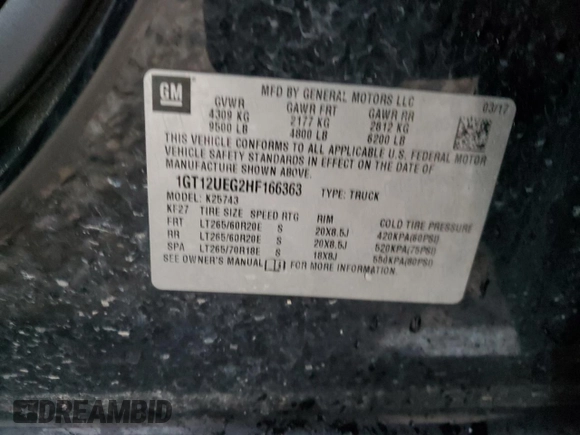 GM
MFD BY GENERAL MOTORS LLC
03/17
GVWR GAWR FRT GAWR RR
4309 KG 2177 KG 2812 KG
9500 LB 4800 LB 6200 LB
THIS VEHICLE CONFORMS TO ALL APPLICABLE U.S. FEDERAL MOTOR
VEHICLE SAFETY STANDARDS IN EFFECT ON THE DATE OF
MANUFACTURE SHOWN ABOVE.
1GT12UEG2HF166363 TYPE: TRUCK
MODEL: K25743
KF27 TIRE SIZE SPEED RTG RIM COLD TIRE PRESSURE
FRT LT265/60R20E S 20X8.5J 420KPA(60PSI)
RR LT265/60R20E S 20X8.5J 520KPA(75PSI)
SPA LT265/70R18E S 18X8J 550KPA(80PSI)
SEE OWNER'S MANUAL FOR MORE INFORMATION
DREAMBID